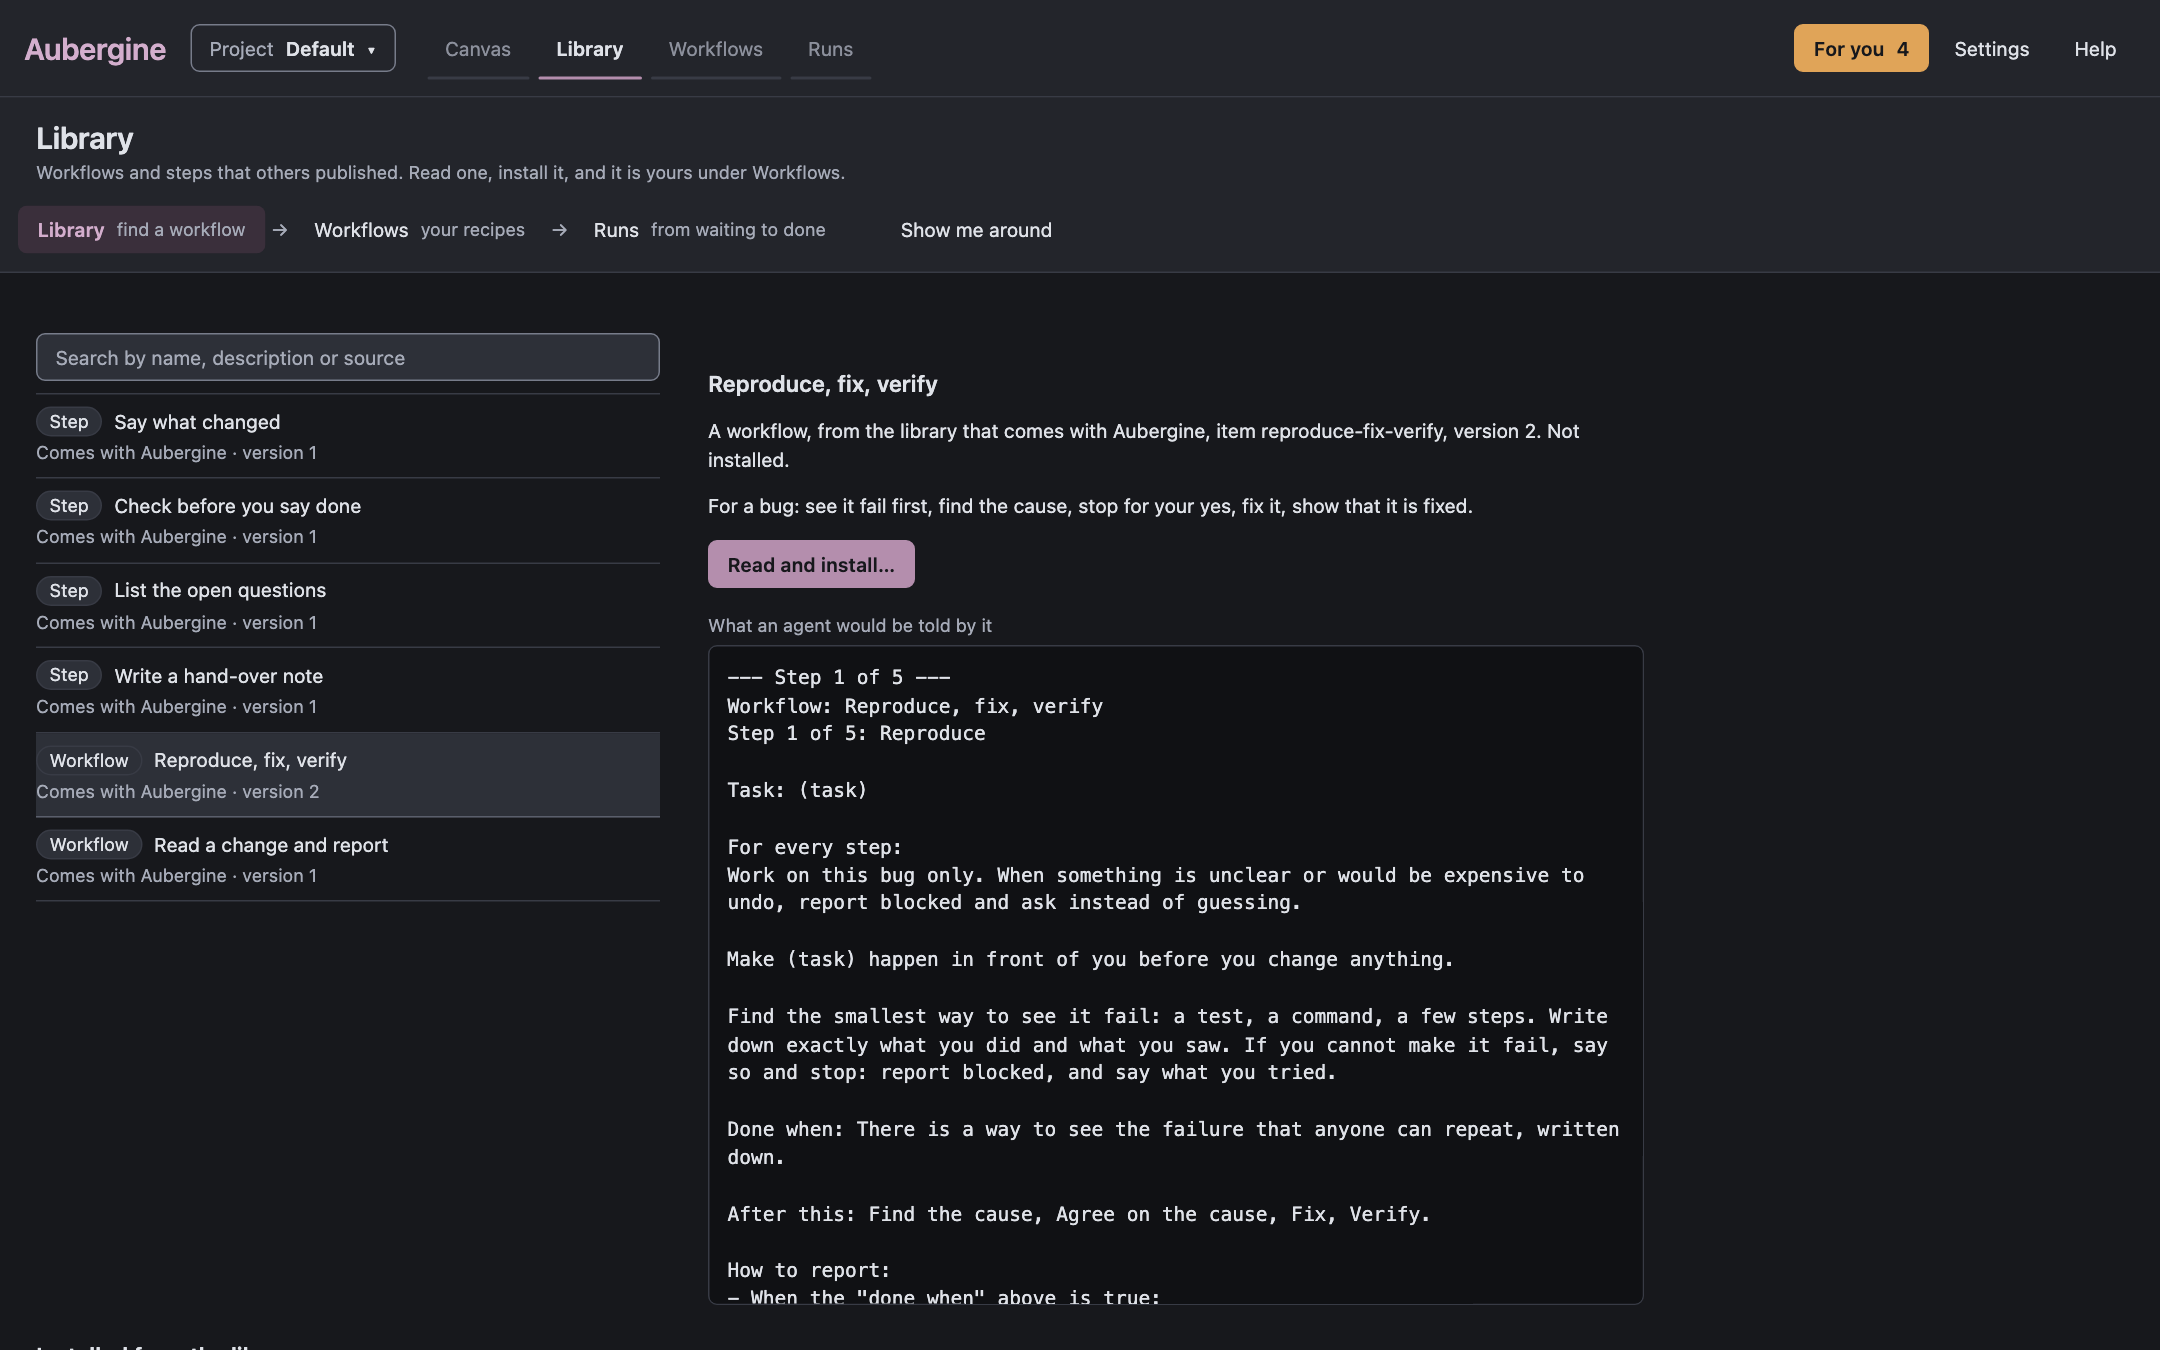 Aubergine
Project Default ▾
Canvas
Library
Workflows
Runs
For you 4
Settings
Help
Library
Workflows and steps that others published. Read one, install it, and it is yours under Workflows.
Library find a workflow → Workflows your recipes → Runs from waiting to done
Show me around
Search by name, description or source
Step Say what changed
Comes with Aubergine · version 1
Step Check before you say done
Comes with Aubergine · version 1
Step List the open questions
Comes with Aubergine · version 1
Step Write a hand-over note
Comes with Aubergine · version 1
Workflow Reproduce, fix, verify
Comes with Aubergine · version 2
Workflow Read a change and report
Comes with Aubergine · version 1
Reproduce, fix, verify
A workflow, from the library that comes with Aubergine, item reproduce-fix-verify, version 2. Not
installed.
For a bug: see it fail first, find the cause, stop for your yes, fix it, show that it is fixed.
Read and install...
What an agent would be told by it
--- Step 1 of 5 ---
Workflow: Reproduce, fix, verify
Step 1 of 5: Reproduce
Task: (task)
For every step:
Work on this bug only. When something is unclear or would be expensive to
undo, report blocked and ask instead of guessing.
Make (task) happen in front of you before you change anything.
Find the smallest way to see it fail: a test, a command, a few steps. Write
down exactly what you did and what you saw. If you cannot make it fail, say
so and stop: report blocked, and say what you tried.
Done when: There is a way to see the failure that anyone can repeat, written
down.
After this: Find the cause, Agree on the cause, Fix, Verify.
How to report:
- When the "done when" above is true: